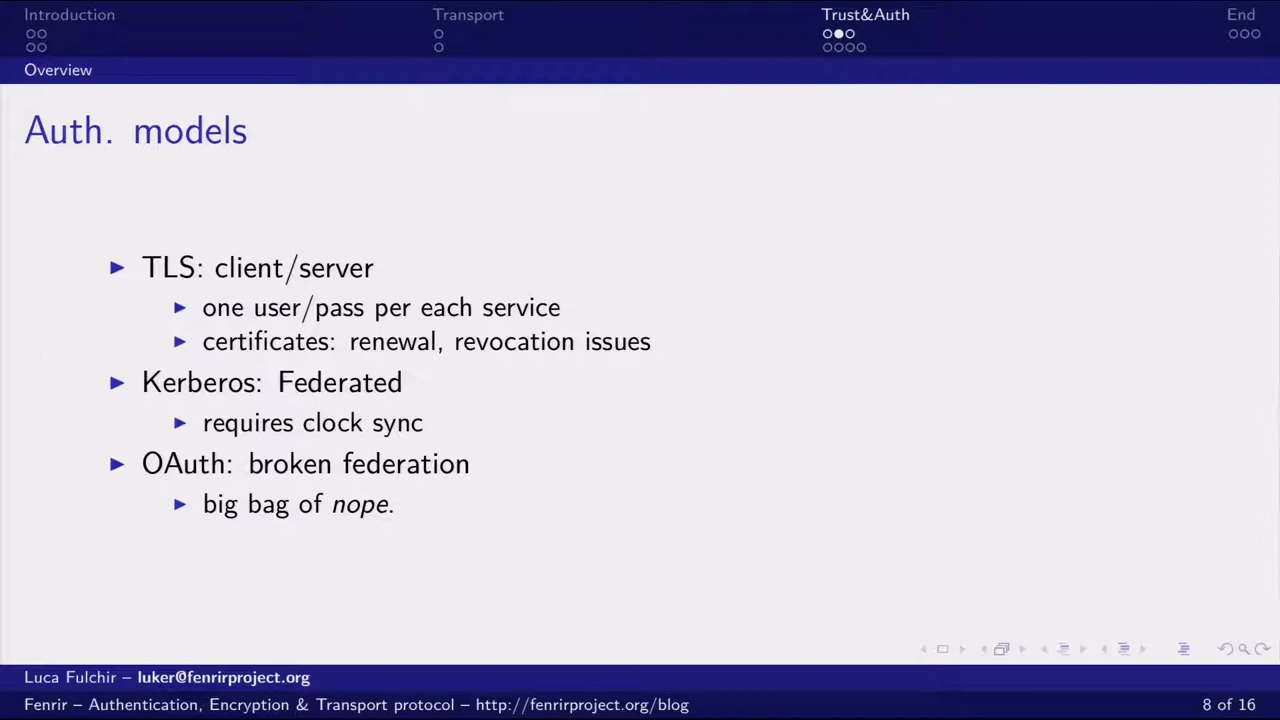 Introduction Transport Trust&Auth End
Overview
Auth. models
TLS: client/server
one user/pass per each service
certificates: renewal, revocation issues
Kerberos: Federated
requires clock sync
OAuth: broken federation
big bag of nope.
Luca Fulchir – luker@fenrirproject.org
Fenrir – Authentication, Encryption & Transport protocol – http://fenrirproject.org/blog 8 of 16